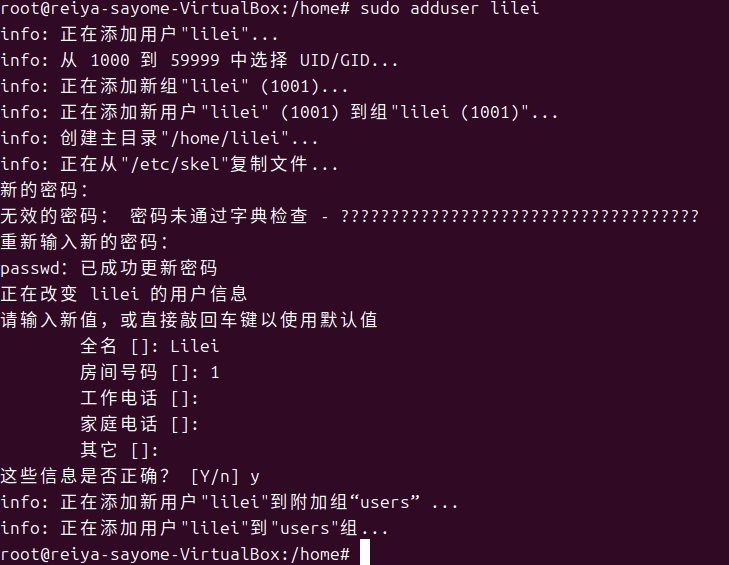 root@reiya-sayome-VirtualBox:/home# sudo adduser lilei
info: 正在添加用户"lilei"...
info: 从 1000 到 59999 中选择 UID/GID...
info: 正在添加新组"lilei" (1001)...
info: 正在添加新用户"lilei" (1001) 到组"lilei (1001)"...
info: 创建主目录"/home/lilei"...
info: 正在从"/etc/skel"复制文件...
新的密码：
无效的密码： 密码未通过字典检查 - ????????????????????????????????????
重新输入新的密码：
passwd：已成功更新密码
正在改变 lilei 的用户信息
请输入新值，或直接敲回车键以使用默认值
全名 []: Lilei
房间号码 []: 1
工作电话 []:
家庭电话 []:
其它 []:
这些信息是否正确？ [Y/n] y
info: 正在添加新用户"lilei"到附加组“users” ...
info: 正在添加用户"lilei"到"users"组...
root@reiya-sayome-VirtualBox:/home#